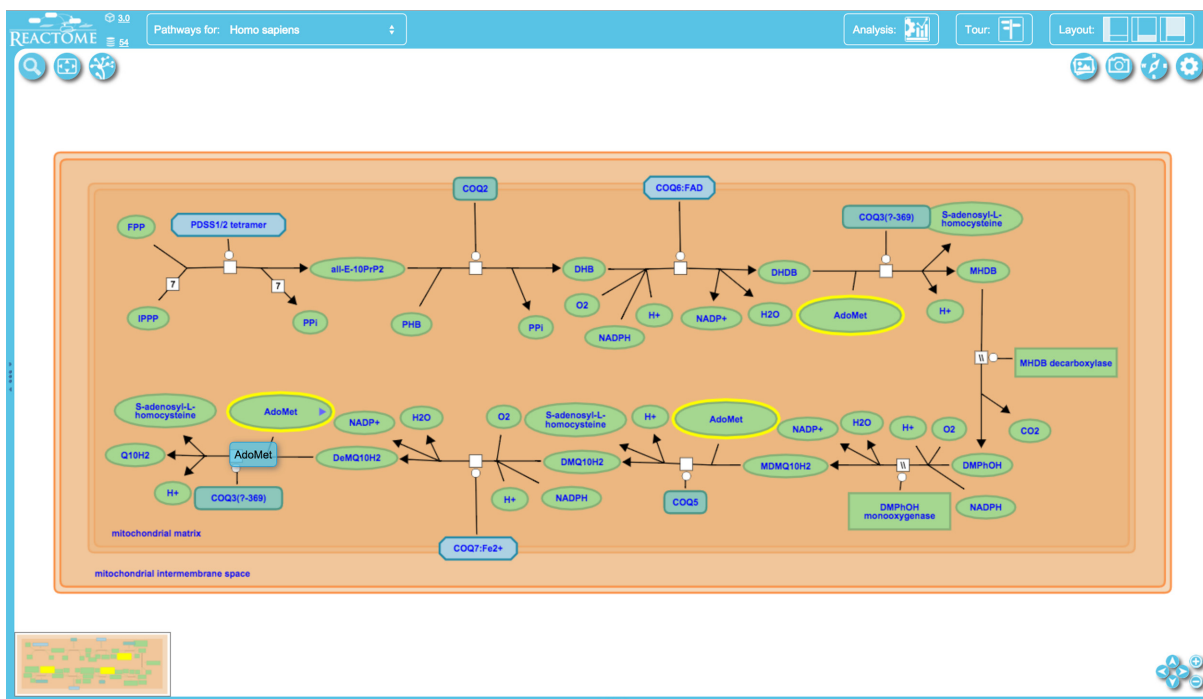 REACTOME
3.0
54
Pathways for: Homo sapiens
Analysis:
Tour:
Layout:
COQ2
COQ6:FAD
FPP
PDSS1/2 tetramer
COQ3(?-369)
S-adenosyl-L-
homocysteine
all-E-10PrP2
DHB
DHDB
MHDB
7
7
IPPP
PPi
PHB
PPi
O2
NADPH
H+
NADP+
H2O
AdoMet
H+
MHDB decarboxylase
S-adenosyl-L-
homocysteine
AdoMet
NADP+
H2O
O2
S-adenosyl-L-
homocysteine
H+
AdoMet
NADP+
H2O
H+
O2
CO2
Q10H2
AdoMet
DeMQ10H2
DMQ10H2
MDMQ10H2
DMPhOH
H+
COQ3(?-369)
H+
NADPH
COQ5
DMPhOH
monooxygenase
NADPH
mitochondrial matrix
COQ7:Fe2+
mitochondrial intermembrane space